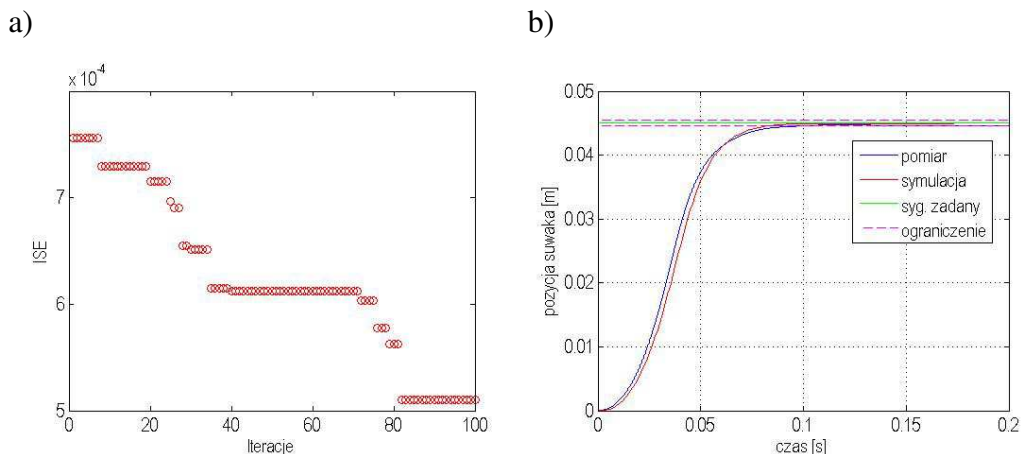 a)
b)
x 10⁻⁴
7
6
5
ISE
0 20 40 60 80 100
Iteracje
0.05
0.04
0.03
0.02
0.01
0
pozycja suwaka [m]
pomiar
symulacja
syg. zadany
ograniczenie
0 0.05 0.1 0.15 0.2
czas [s]